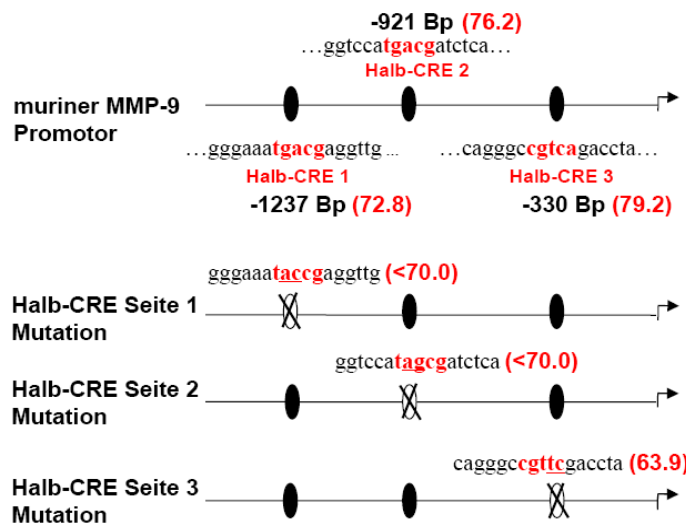 -921 Bp (76.2)
…ggtccatgacgatctca…
Halb-CRE 2
muriner MMP-9
Promotor
…gggaaatgacgaggttg ...
…cagggcccgtcagaccta…
Halb-CRE 1
Halb-CRE 3
-1237 Bp (72.8)
-330 Bp (79.2)
gggaaataccgaggttg (<70.0)
Halb-CRE Seite 1
Mutation
ggtccatagcgatctca (<70.0)
Halb-CRE Seite 2
Mutation
cagggccgttcgaccta (63.9)
Halb-CRE Seite 3
Mutation